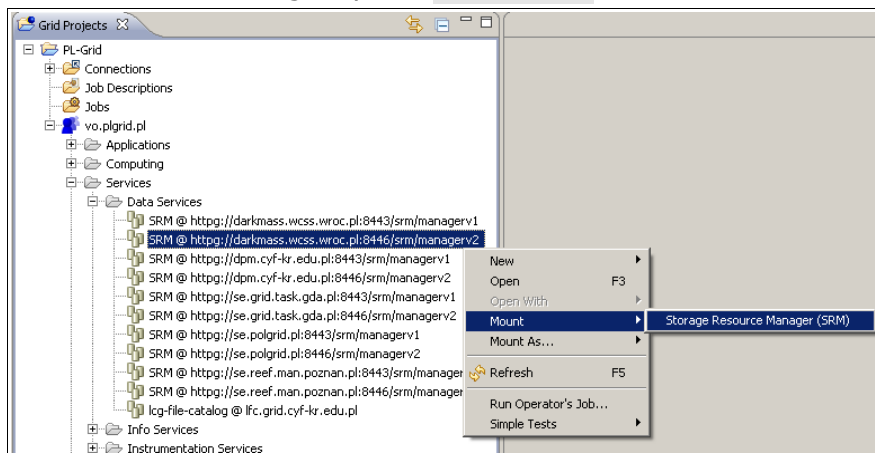 Grid Projects
PL-Grid
Connections
Job Descriptions
Jobs
vo.plgrid.pl
Applications
Computing
Services
Data Services
SRM @ httpg://darkmass.wcss.wroc.pl:8443/srm/managerv1
SRM @ httpg://darkmass.wcss.wroc.pl:8446/srm/managerv2
SRM @ httpg://dpm.cyf-kr.edu.pl:8443/srm/managerv1
SRM @ httpg://dpm.cyf-kr.edu.pl:8446/srm/managerv2
SRM @ httpg://se.grid.task.gda.pl:8443/srm/managerv1
SRM @ httpg://se.grid.task.gda.pl:8446/srm/managerv2
SRM @ httpg://se.polgrid.pl:8443/srm/managerv1
SRM @ httpg://se.polgrid.pl:8446/srm/managerv2
SRM @ httpg://se.reef.man.poznan.pl:8443/srm/manager
SRM @ httpg://se.reef.man.poznan.pl:8446/srm/manager
lcg-file-catalog @ lfc.grid.cyf-kr.edu.pl
Info Services
Instrumentation Services
New
Open F3
Open With
Mount
Mount As...
Refresh F5
Run Operator's Job...
Simple Tests
Storage Resource Manager (SRM)